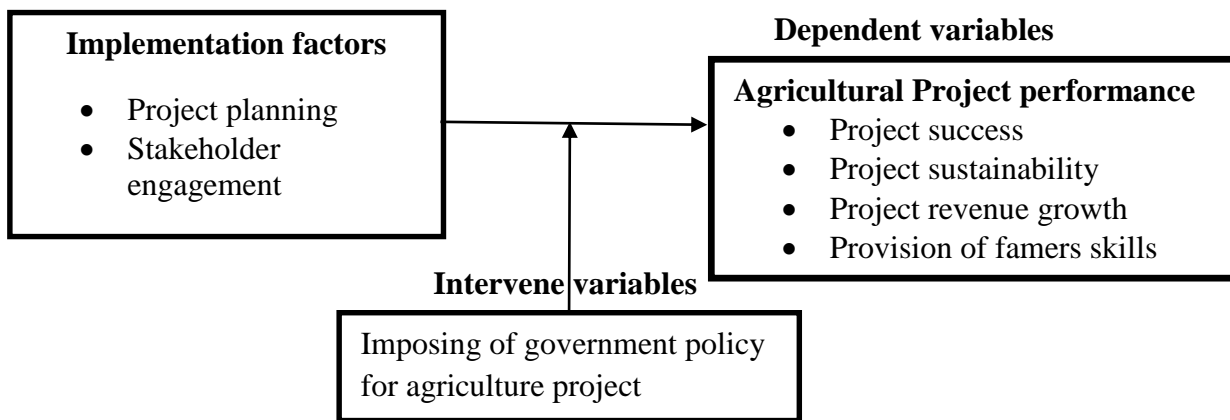 Implementation factors
• Project planning
• Stakeholder
engagement
Dependent variables
Agricultural Project performance
• Project success
• Project sustainability
• Project revenue growth
• Provision of famers skills
Intervene variables
Imposing of government policy
for agriculture project